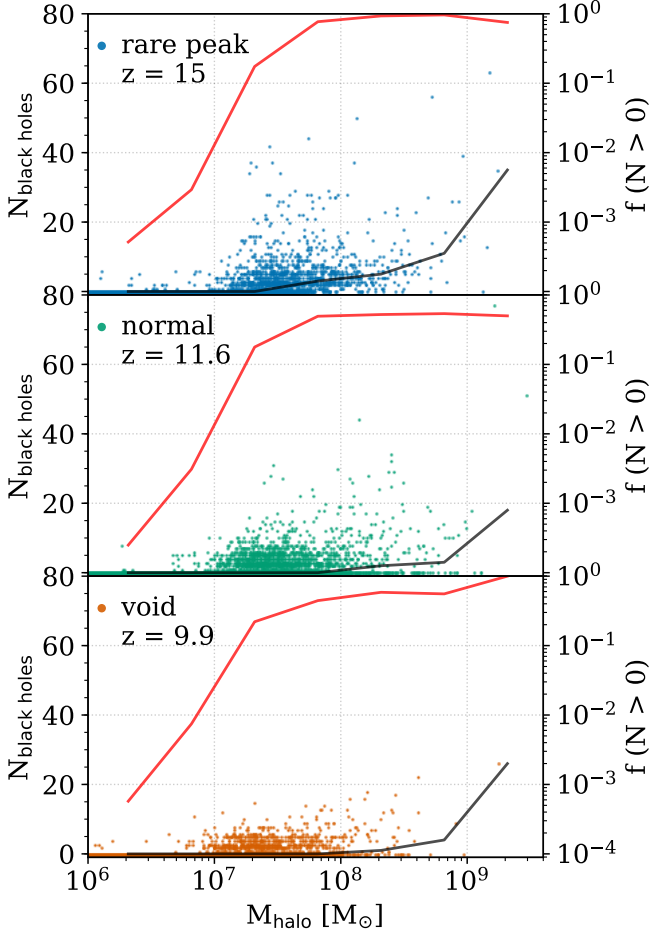 80
60
40
20
N_black holes
rare peak
z = 15
10^0
10^-1
10^-2
10^-3
10^0
f (N > 0)
80
60
40
20
N_black holes
normal
z = 11.6
10^-1
10^-2
10^-3
10^0
f (N > 0)
80
60
40
20
0
N_black holes
void
z = 9.9
10^-1
10^-2
10^-3
10^-4
f (N > 0)
10^6 10^7 10^8 10^9
M_halo [M_⊙]